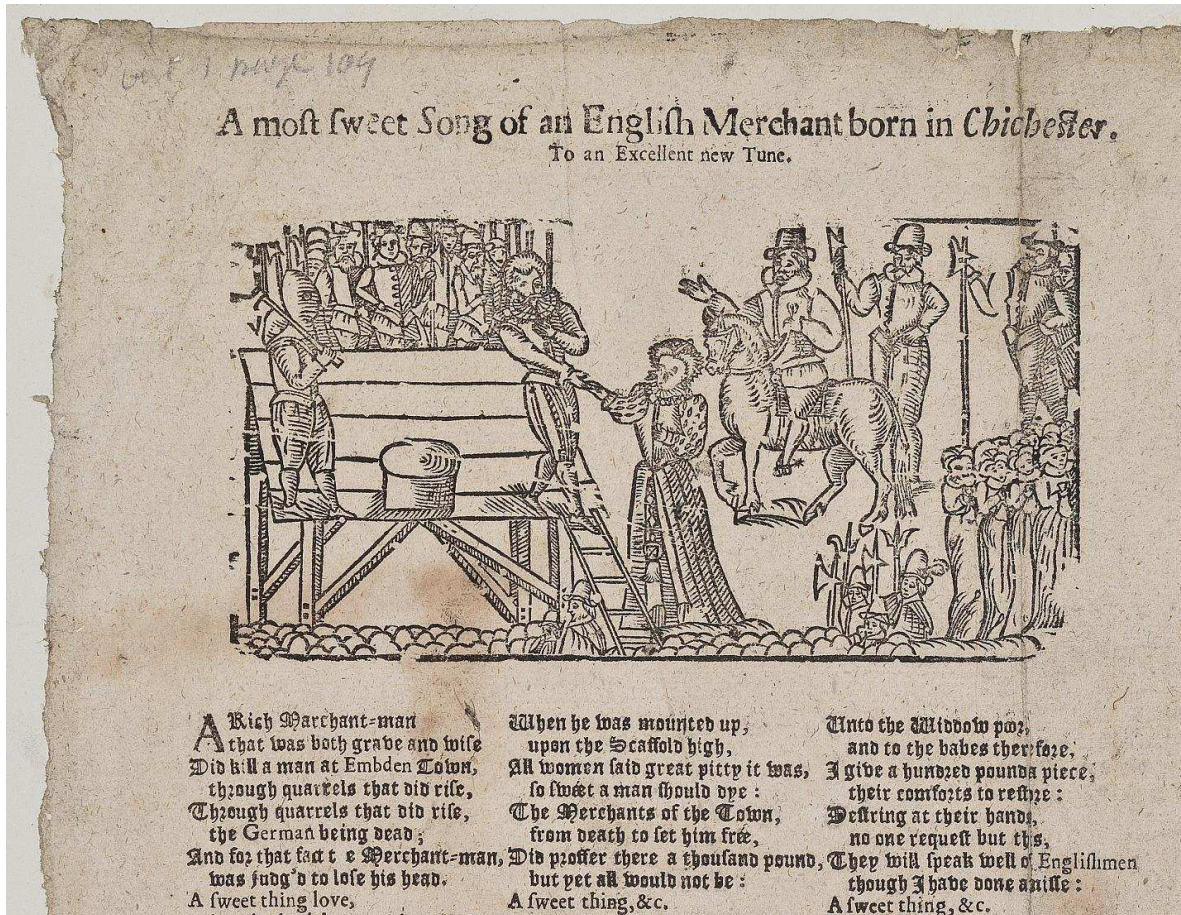 page 109
A moſt ſweet Song of an Engliſh Merchant born in Chicheſter.
To an Excellent new Tune.
A Rich Marchant-man
that was both grave and wiſe
Did kill a man at Embden Town,
through quarrels that did riſe,
Through quarrels that did riſe,
the German being dead;
And for that fact t e Merchant-man,
was judg'd to loſe his head.
A ſweet thing love,
When he was mounted up,
upon the Scaffold high,
All women ſaid great pitty it was,
ſo ſweet a man ſhould dye:
The Merchants of the Town,
from death to ſet him free,
Did proffer there a thouſand pound,
but yet all would not be:
A ſweet thing, &c.
Unto the Widdow poor,
and to the babes therefore,
I give a hundred pounda piece,
their comforts to reſtore:
Deſiring at their hands,
no one requeſt but this,
They will ſpeak well of Engliſhmen
though I have done amiſſe:
A ſweet thing, &c.